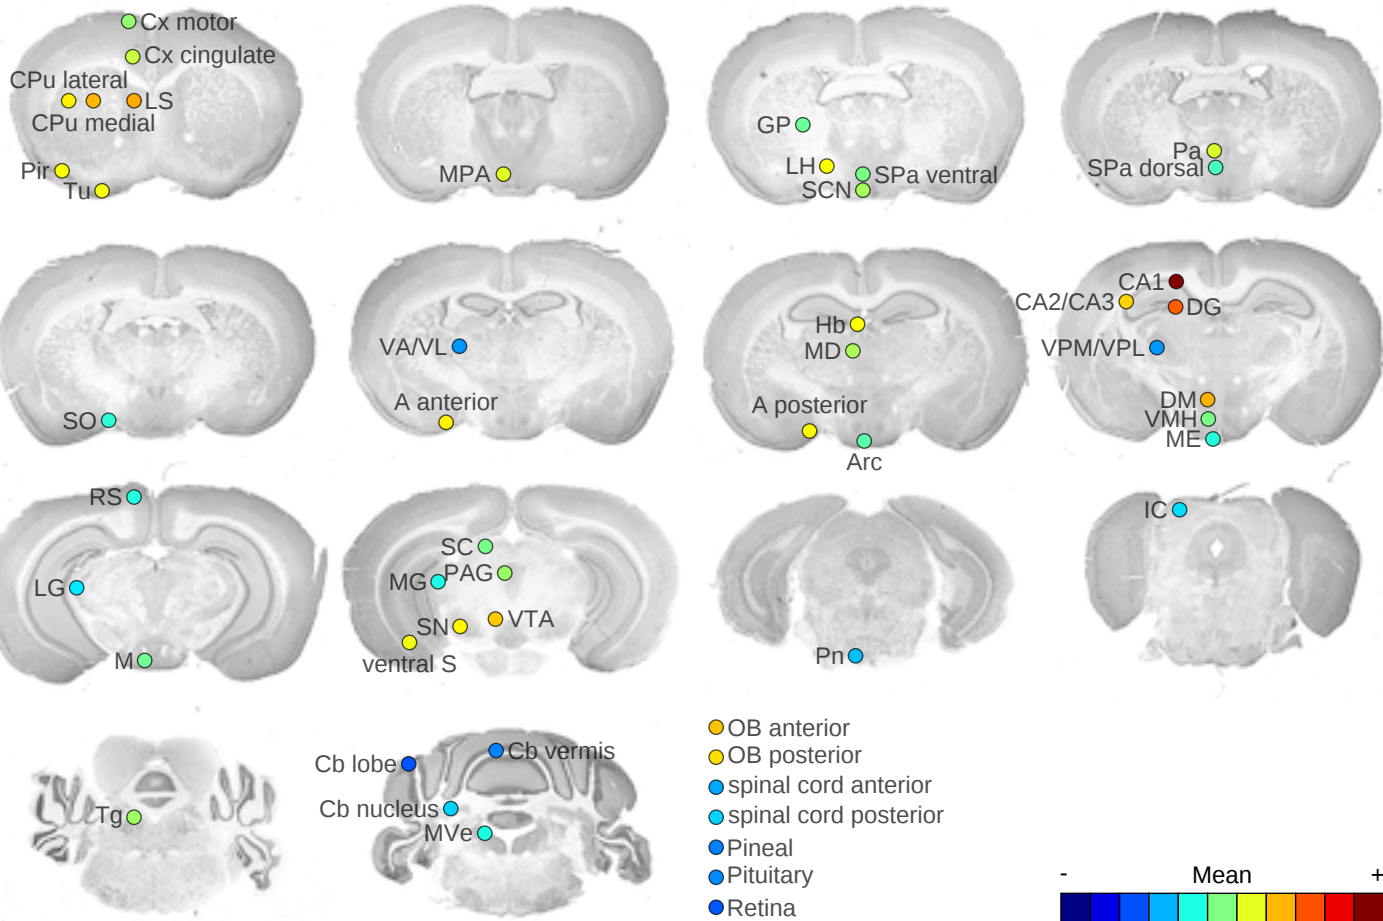 Cx motor
Cx cingulate
CPu lateral
LS
CPu medial
Pir
Tu
MPA
GP
LH
SPa ventral
SCN
Pa
SPa dorsal
SO
VA/VL
A anterior
Hb
MD
A posterior
Arc
CA1
CA2/CA3
DG
VPM/VPL
DM
VMH
ME
RS
LG
M
SC
PAG
MG
SN
VTA
ventral S
Pn
IC
Tg
Cb lobe
Cb vermis
Cb nucleus
MVe
OB anterior
OB posterior
spinal cord anterior
spinal cord posterior
Pineal
Pituitary
Retina
- Mean +